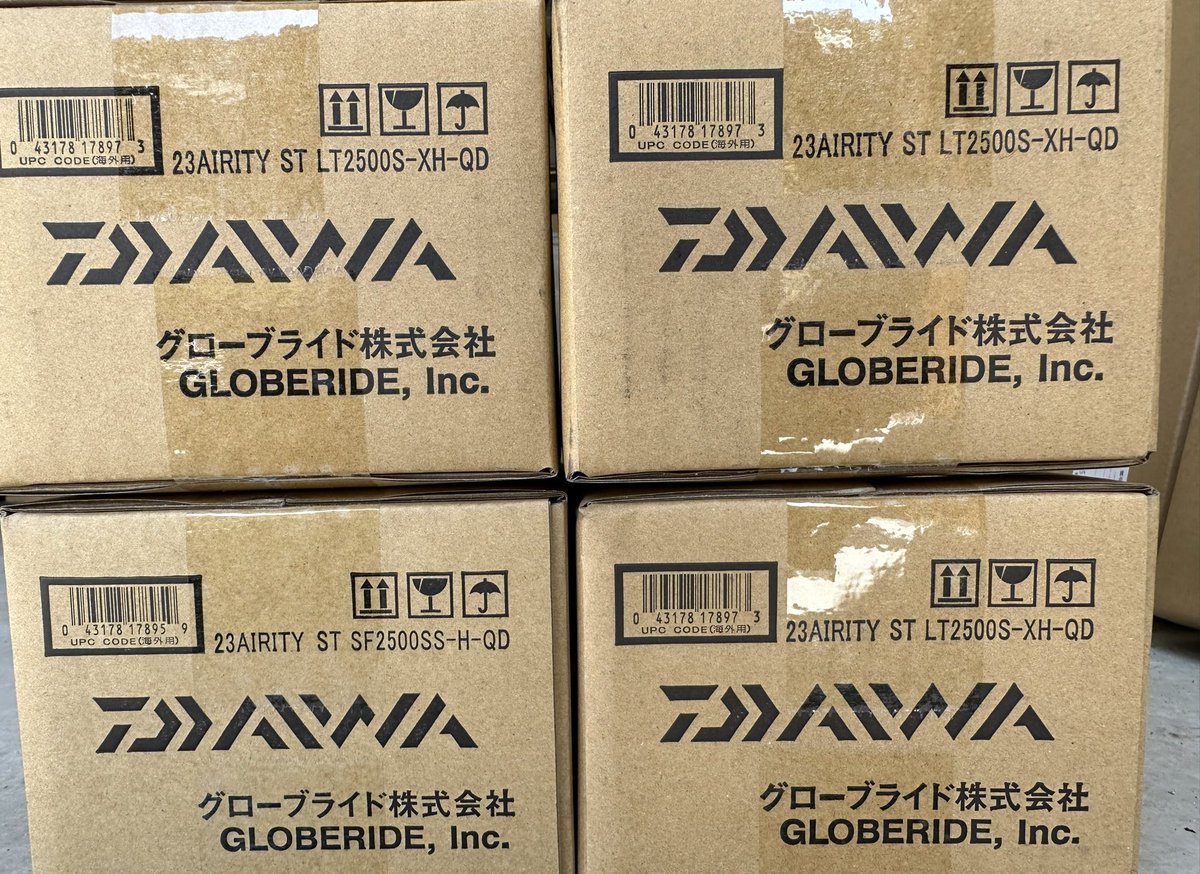 0 43178 17897 3
UPC CODE(海外用)
23AIRITY ST LT2500S-XH-QD
DAIWA
グローブライド株式会社
GLOBERIDE, Inc.
0 43178 17897 3
UPC CODE(海外用)
23AIRITY ST LT2500S-XH-QD
DAIWA
グローブライド株式会社
GLOBERIDE, Inc.
0 43178 17895 9
UPC CODE(海外用)
23AIRITY ST SF2500SS-H-QD
DAIWA
グローブライド株式会社
GLOBERIDE, Inc.
0 43178 17897 3
UPC CODE(海外用)
23AIRITY ST LT2500S-XH-QD
DAIWA
グローブライド株式会社
GLOBERIDE, Inc.